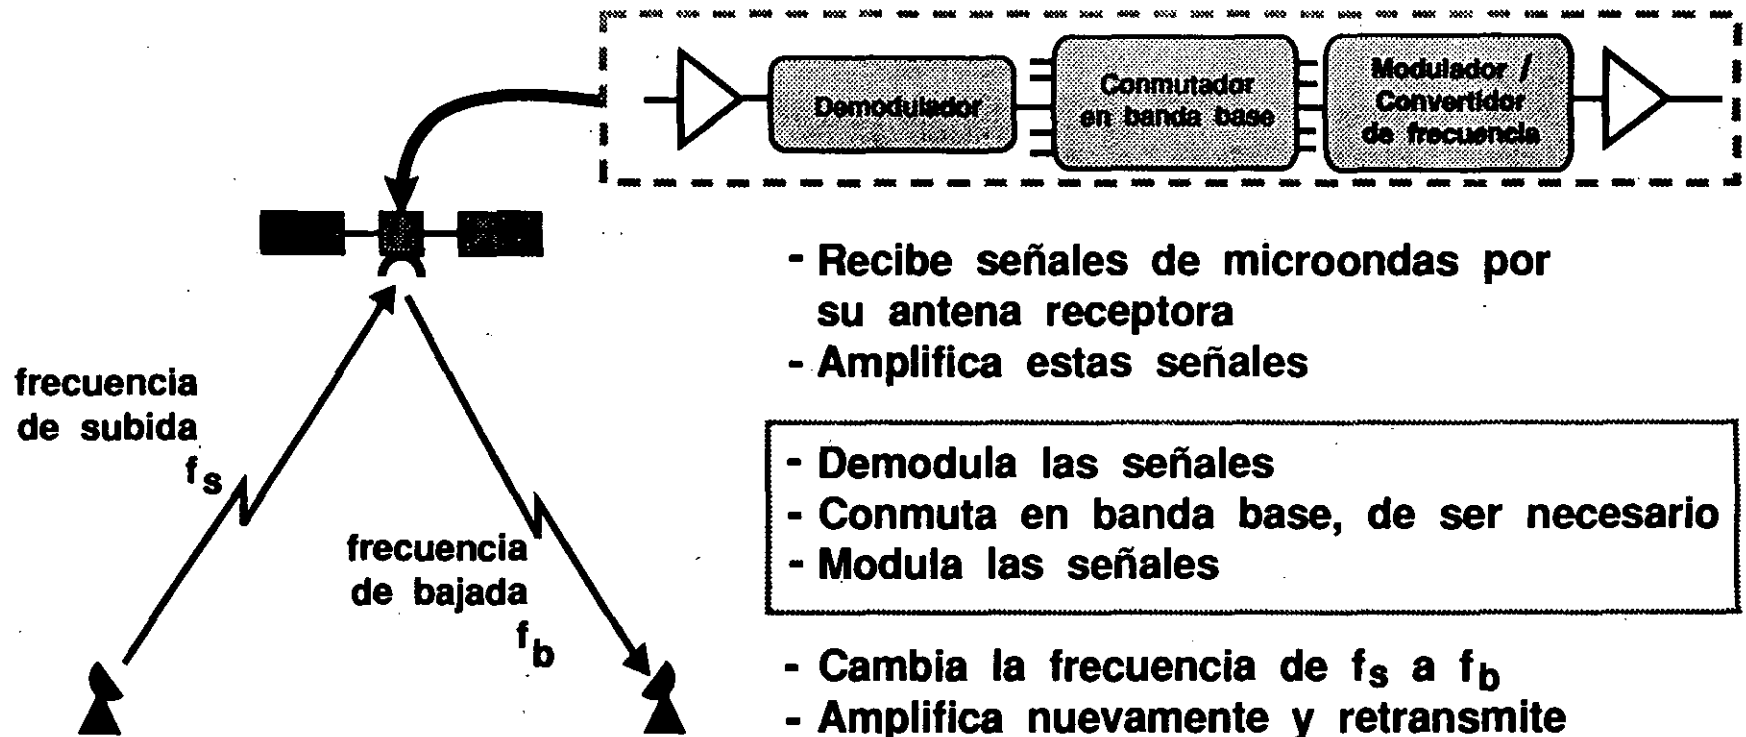 Demodulador
Conmutador
en banda base
Modulador /
Convertidor
de frecuencia
- Recibe señales de microondas por
su antena receptora
- Amplifica estas señales
frecuencia
de subida
fs
- Demodula las señales
- Conmuta en banda base, de ser necesario
- Modula las señales
frecuencia
de bajada
fb
- Cambia la frecuencia de fs a fb
- Amplifica nuevamente y retransmite